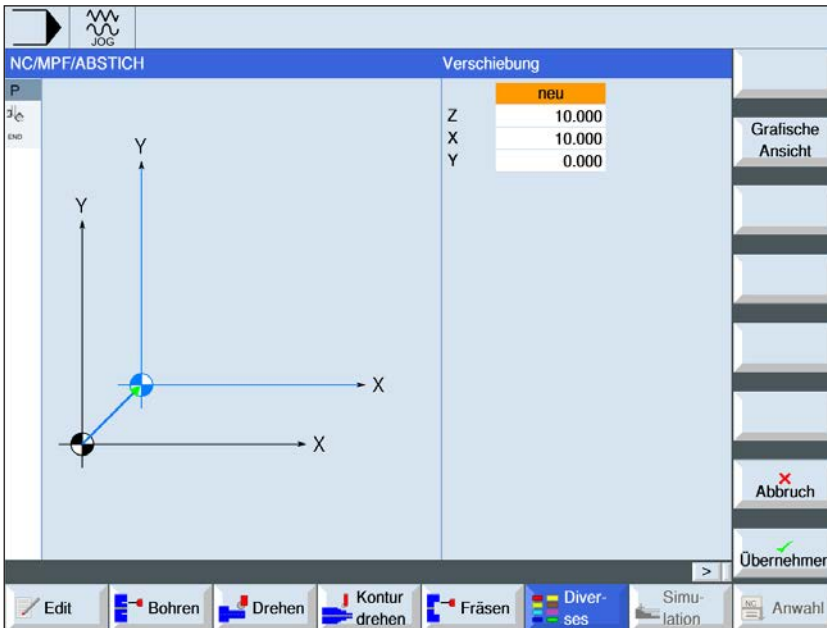 JOG
NC/MPF/ABSTICH
Verschiebung
P
END
neu
Z 10.000
X 10.000
Y 0.000
Y
Y
X
X
Grafische
Ansicht
Abbruch
Übernehmen
>
Edit
Bohren
Drehen
Kontur
drehen
Fräsen
Diver-
ses
Simu-
lation
NC
Anwahl